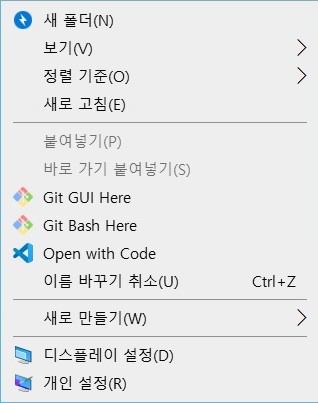 새 폴더(N)
보기(V)
정렬 기준(O)
새로 고침(E)
붙여넣기(P)
바로 가기 붙여넣기(S)
Git GUI Here
Git Bash Here
Open with Code
이름 바꾸기 취소(U) Ctrl+Z
새로 만들기(W)
디스플레이 설정(D)
개인 설정(R)